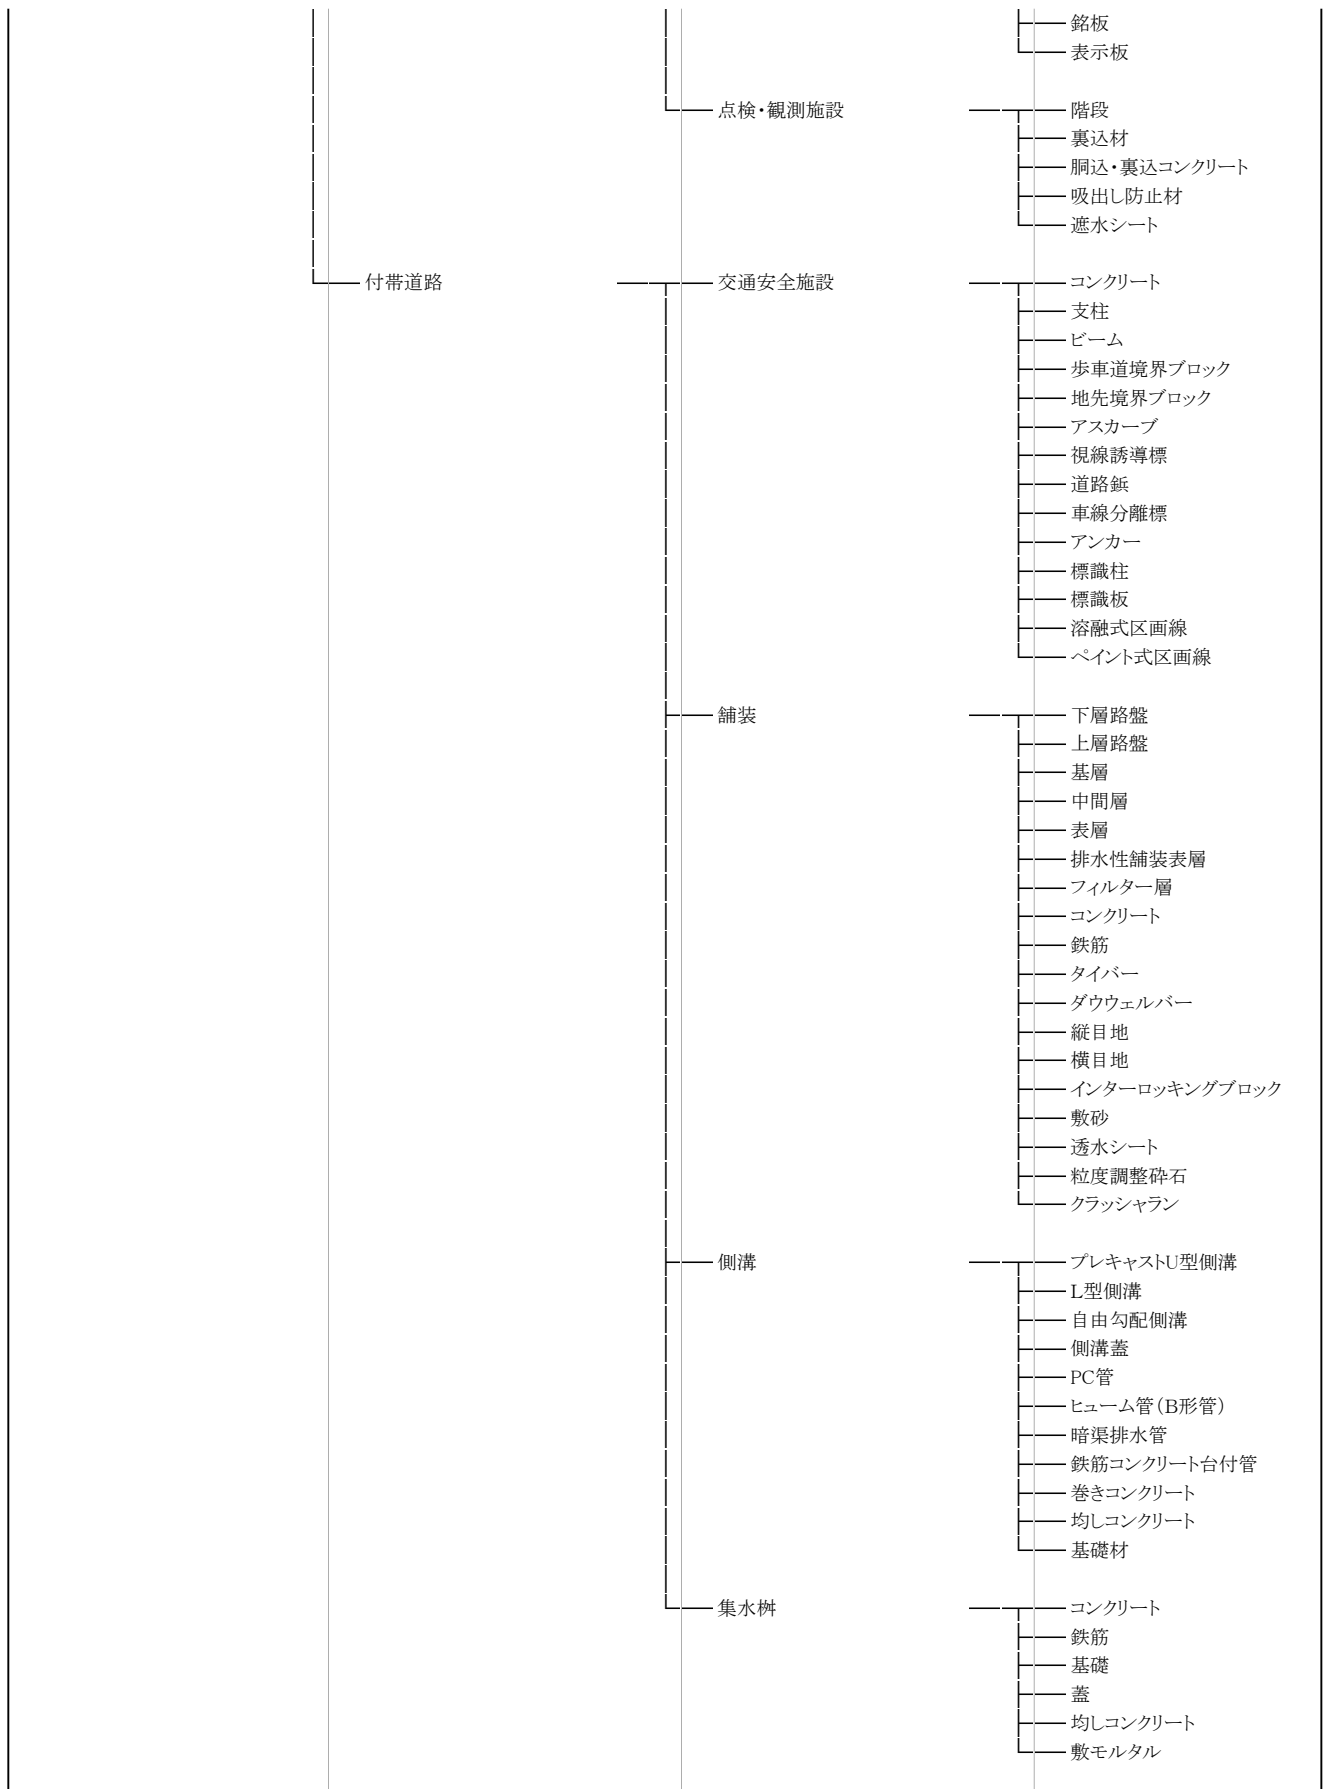 銘板
表示板
点検・観測施設 階段
裏込材
胴込・裏込コンクリート
吸出し防止材
遮水シート
付帯道路 交通安全施設 コンクリート
支柱
ビーム
歩車道境界ブロック
地先境界ブロック
アスカーブ
視線誘導標
道路鋲
車線分離標
アンカー
標識柱
標識板
溶融式区画線
ペイント式区画線
舗装 下層路盤
上層路盤
基層
中間層
表層
排水性舗装表層
フィルター層
コンクリート
鉄筋
タイバー
ダウウェルバー
縦目地
横目地
インターロッキングブロック
敷砂
透水シート
粒度調整砕石
クラッシャラン
側溝 プレキャストU型側溝
L型側溝
自由勾配側溝
側溝蓋
PC管
ヒューム管（B形管）
暗渠排水管
鉄筋コンクリート台付管
巻きコンクリート
均しコンクリート
基礎材
集水桝 コンクリート
鉄筋
基礎
蓋
均しコンクリート
敷モルタル